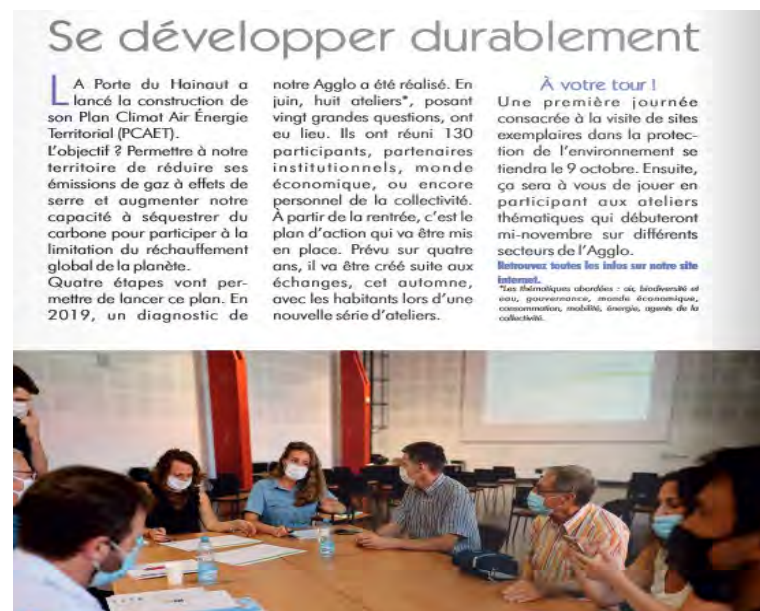 Se développer durablement
LA Porte du Hainaut a
lancé la construction de
son Plan Climat Air Énergie
Territorial (PCAET).
L'objectif ? Permettre à notre
territoire de réduire ses
émissions de gaz à effets de
serre et augmenter notre
capacité à séquestrer du
carbone pour participer à la
limitation du réchauffement
global de la planète.
Quatre étapes vont per-
mettre de lancer ce plan. En
2019, un diagnostic de
notre Agglo a été réalisé. En
juin, huit ateliers*, posant
vingt grandes questions, ont
eu lieu. Ils ont réuni 130
participants, partenaires
institutionnels, monde
économique, ou encore
personnel de la collectivité.
À partir de la rentrée, c'est le
plan d'action qui va être mis
en place. Prévu sur quatre
ans, il va être créé suite aux
échanges, cet automne,
avec les habitants lors d'une
nouvelle série d'ateliers.
À votre tour !
Une première journée
consacrée à la visite de sites
exemplaires dans la protec-
tion de l'environnement se
tiendra le 9 octobre. Ensuite,
ça sera à vous de jouer en
participant aux ateliers
thématiques qui débuteront
mi-novembre sur différents
secteurs de l'Agglo.
Retrouvez toutes les infos sur notre site
internet.
*Les thématiques abordées : air, biodiversité et
eau, gouvernance, monde économique,
consommation, mobilité, énergie, agents de la
collectivité.